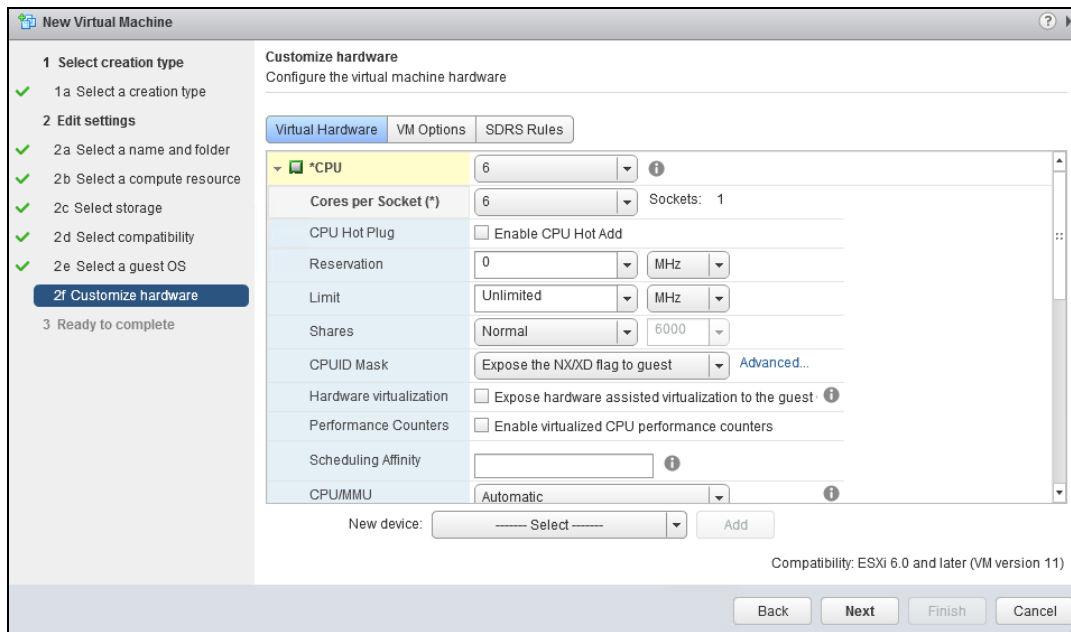 New Virtual Machine
?
1 Select creation type
1a Select a creation type
2 Edit settings
2a Select a name and folder
2b Select a compute resource
2c Select storage
2d Select compatibility
2e Select a guest OS
2f Customize hardware
3 Ready to complete
Customize hardware
Configure the virtual machine hardware
Virtual Hardware VM Options SDRS Rules
*CPU 6
Cores per Socket (*) 6 Sockets: 1
CPU Hot Plug Enable CPU Hot Add
Reservation 0 MHz
Limit Unlimited MHz
Shares Normal 6000
CPUID Mask Expose the NX/XD flag to guest Advanced...
Hardware virtualization Expose hardware assisted virtualization to the guest
Performance Counters Enable virtualized CPU performance counters
Scheduling Affinity
CPU/MMU Automatic
New device: ------- Select ------- Add
Compatibility: ESXi 6.0 and later (VM version 11)
Back Next Finish Cancel